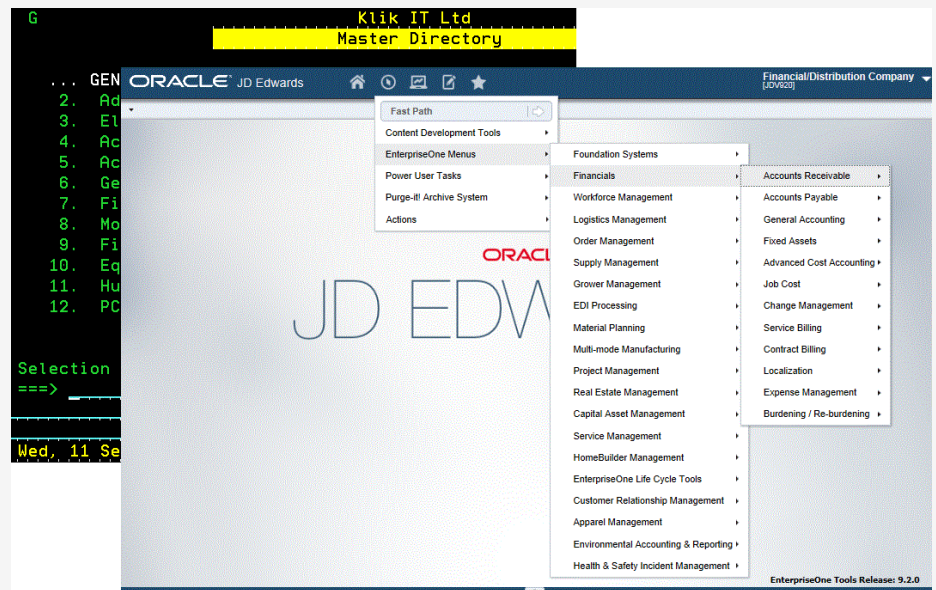 G
Klik IT Ltd
Master Directory
... GEN
2. Ad
3. El
4. Ac
5. Ac
6. Ge
7. Fi
8. Mo
9. Fi
10. Eq
11. Hu
12. PC
Selection
===>
Wed, 11 Se
ORACLE JD Edwards
Financial/Distribution Company
[JDV920]
Fast Path
Content Development Tools
EnterpriseOne Menus
Power User Tasks
Purge-it! Archive System
Actions
Foundation Systems
Financials
Workforce Management
Logistics Management
Order Management
Supply Management
Grower Management
EDI Processing
Material Planning
Multi-mode Manufacturing
Project Management
Real Estate Management
Capital Asset Management
Service Management
HomeBuilder Management
EnterpriseOne Life Cycle Tools
Customer Relationship Management
Apparel Management
Environmental Accounting & Reporting
Health & Safety Incident Management
Accounts Receivable
Accounts Payable
General Accounting
Fixed Assets
Advanced Cost Accounting
Job Cost
Change Management
Service Billing
Contract Billing
Localization
Expense Management
Burdening / Re-burdening
ORACL
JD EDW
EnterpriseOne Tools Release: 9.2.0